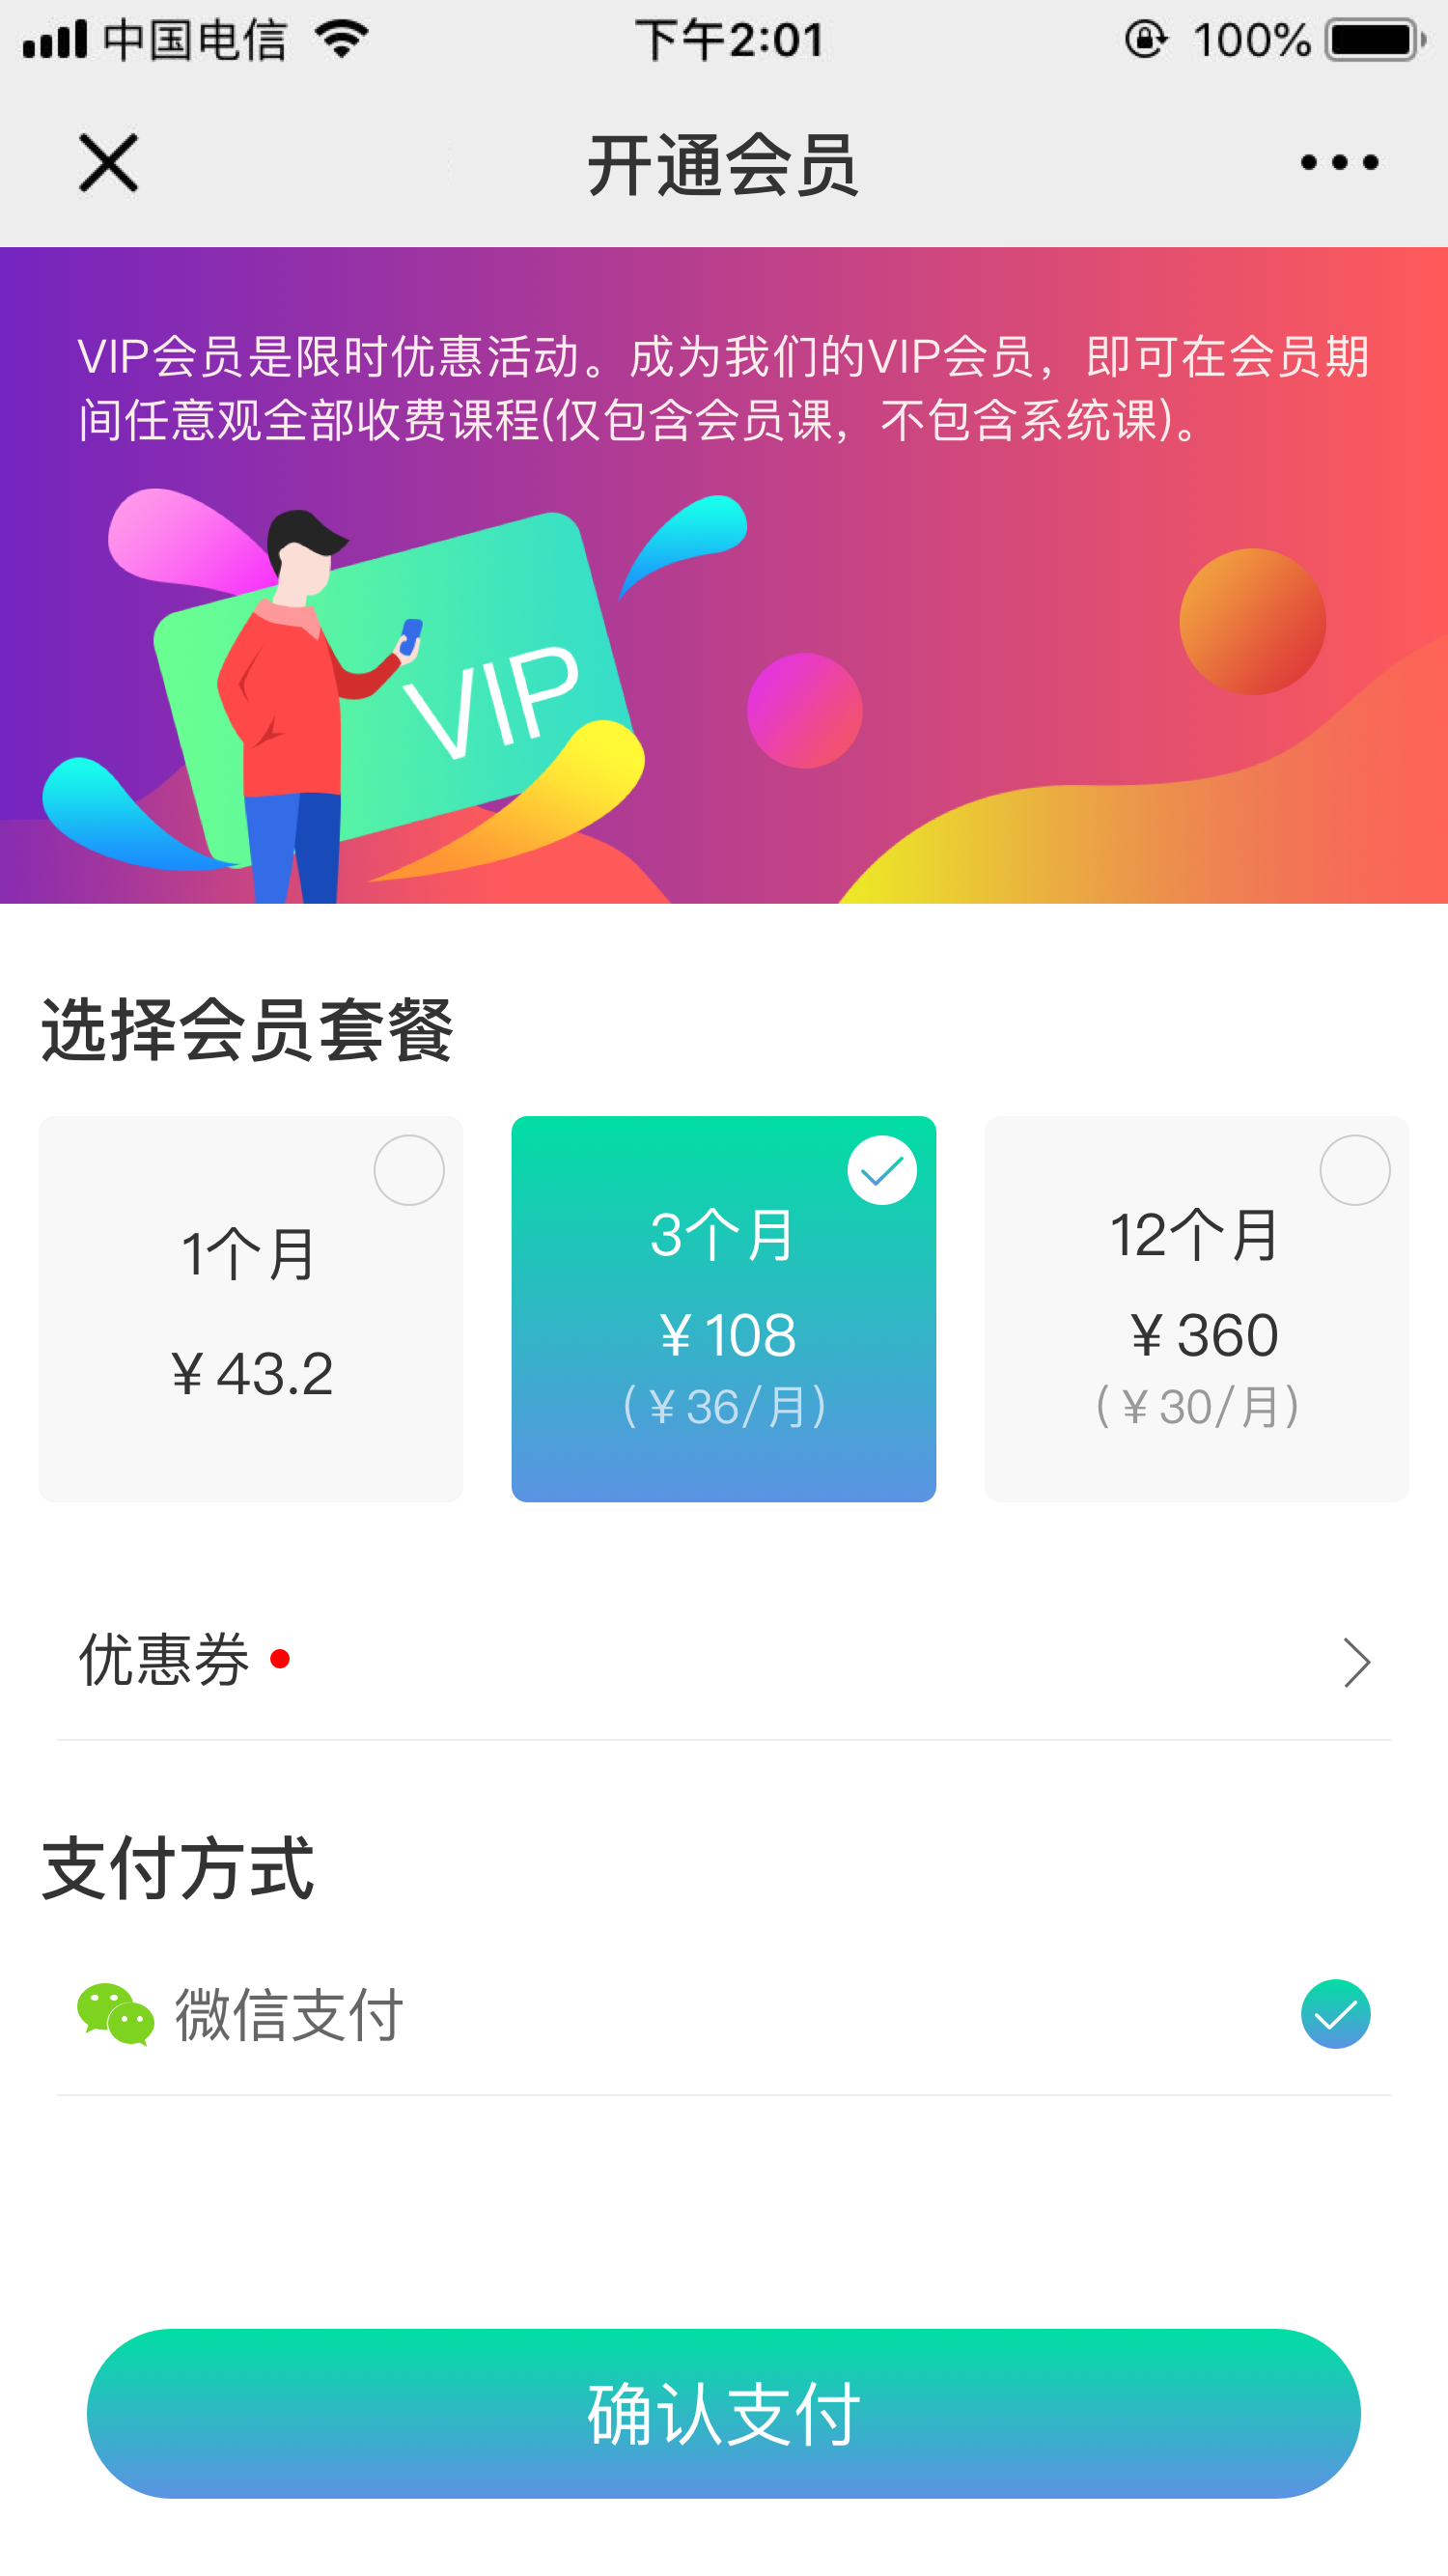 中国电信
下午2:01
100%
开通会员
VIP会员是限时优惠活动。成为我们的VIP会员，即可在会员期
间任意观全部收费课程(仅包含会员课，不包含系统课)。
VIP
选择会员套餐
1个月
¥43.2
3个月
¥108
(¥36/月)
12个月
¥360
(¥30/月)
优惠券
支付方式
微信支付
确认支付